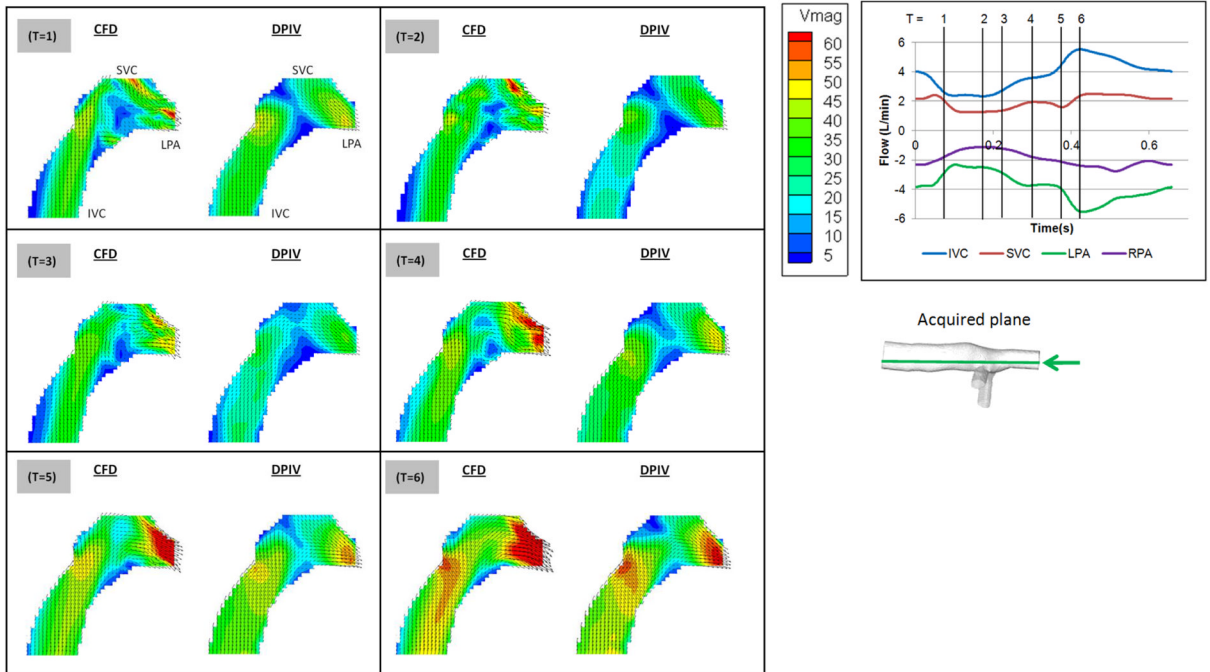 (T=1)
CFD
DPIV
SVC
SVC
LPA
LPA
IVC
IVC
(T=2)
CFD
DPIV
(T=3)
CFD
DPIV
(T=4)
CFD
DPIV
(T=5)
CFD
DPIV
(T=6)
CFD
DPIV
Vmag
60
55
50
45
40
35
30
25
20
15
10
5
T = 1 2 3 4 5 6
6
4
2
0
-2
-4
-6
Flow (L/min)
0 0.2 0.4 0.6
Time(s)
IVC SVC LPA RPA
Acquired plane